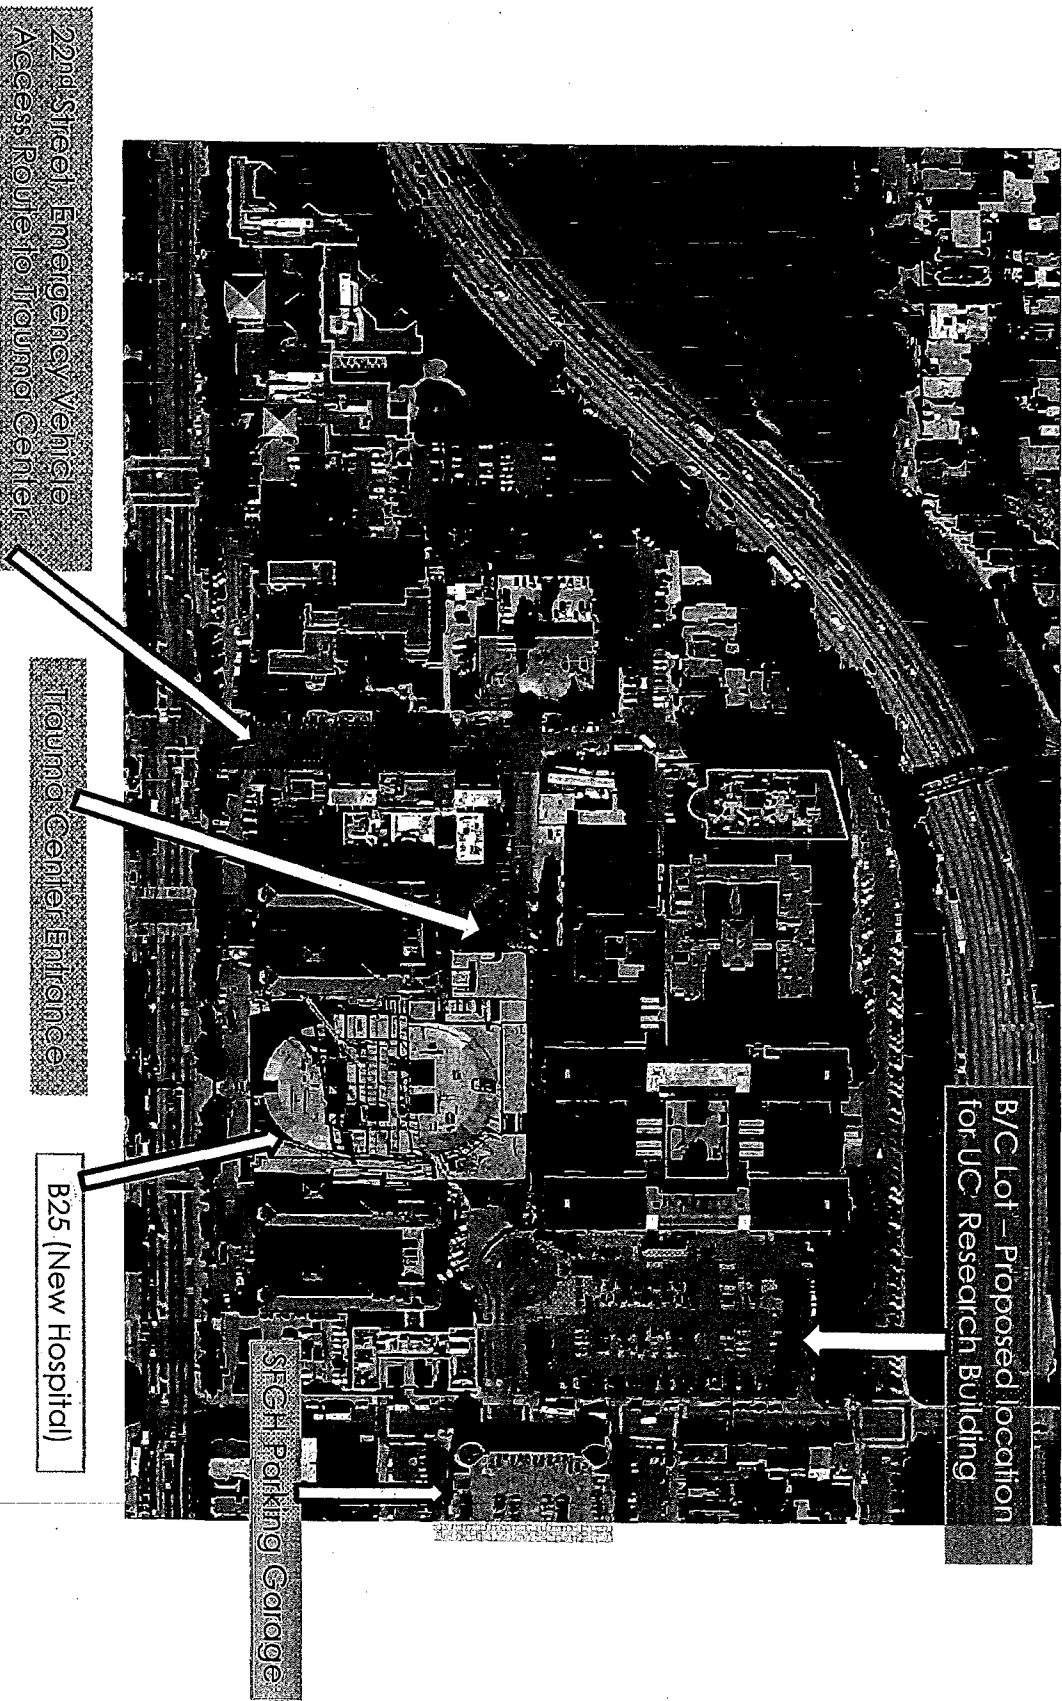 B/C Lot – Proposed location
for UC Research Building
SFGH Parking Garage
B25 (New Hospital)
Trauma Center Entrance
22nd Street, Emergency Vehicle
Access Route to Trauma Center